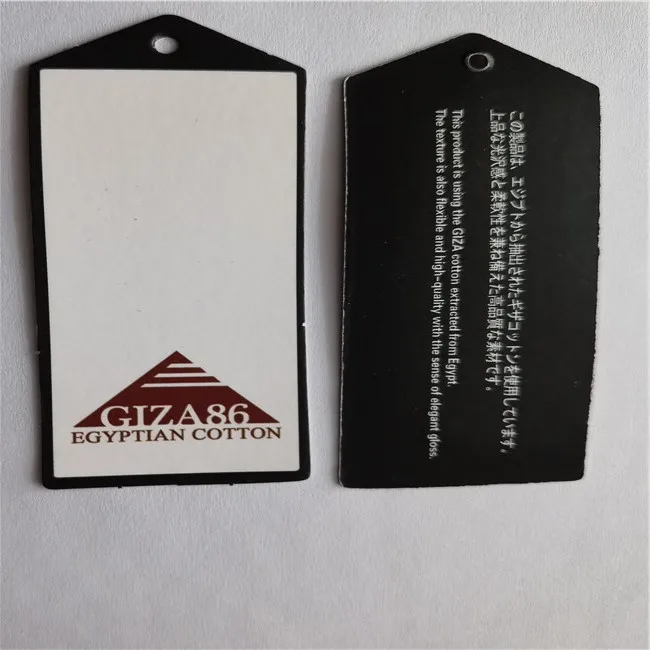 GIZA86
EGYPTIAN COTTON
この製品は、エジプトから抽出されたギザコットンを使用しています。
上品な光沢感と柔軟性を兼ね備えた高品質な素材です。
This product is using the GIZA cotton extracted from Egypt.
The texture is also flexible and high-quality with the sense of elegant gloss.